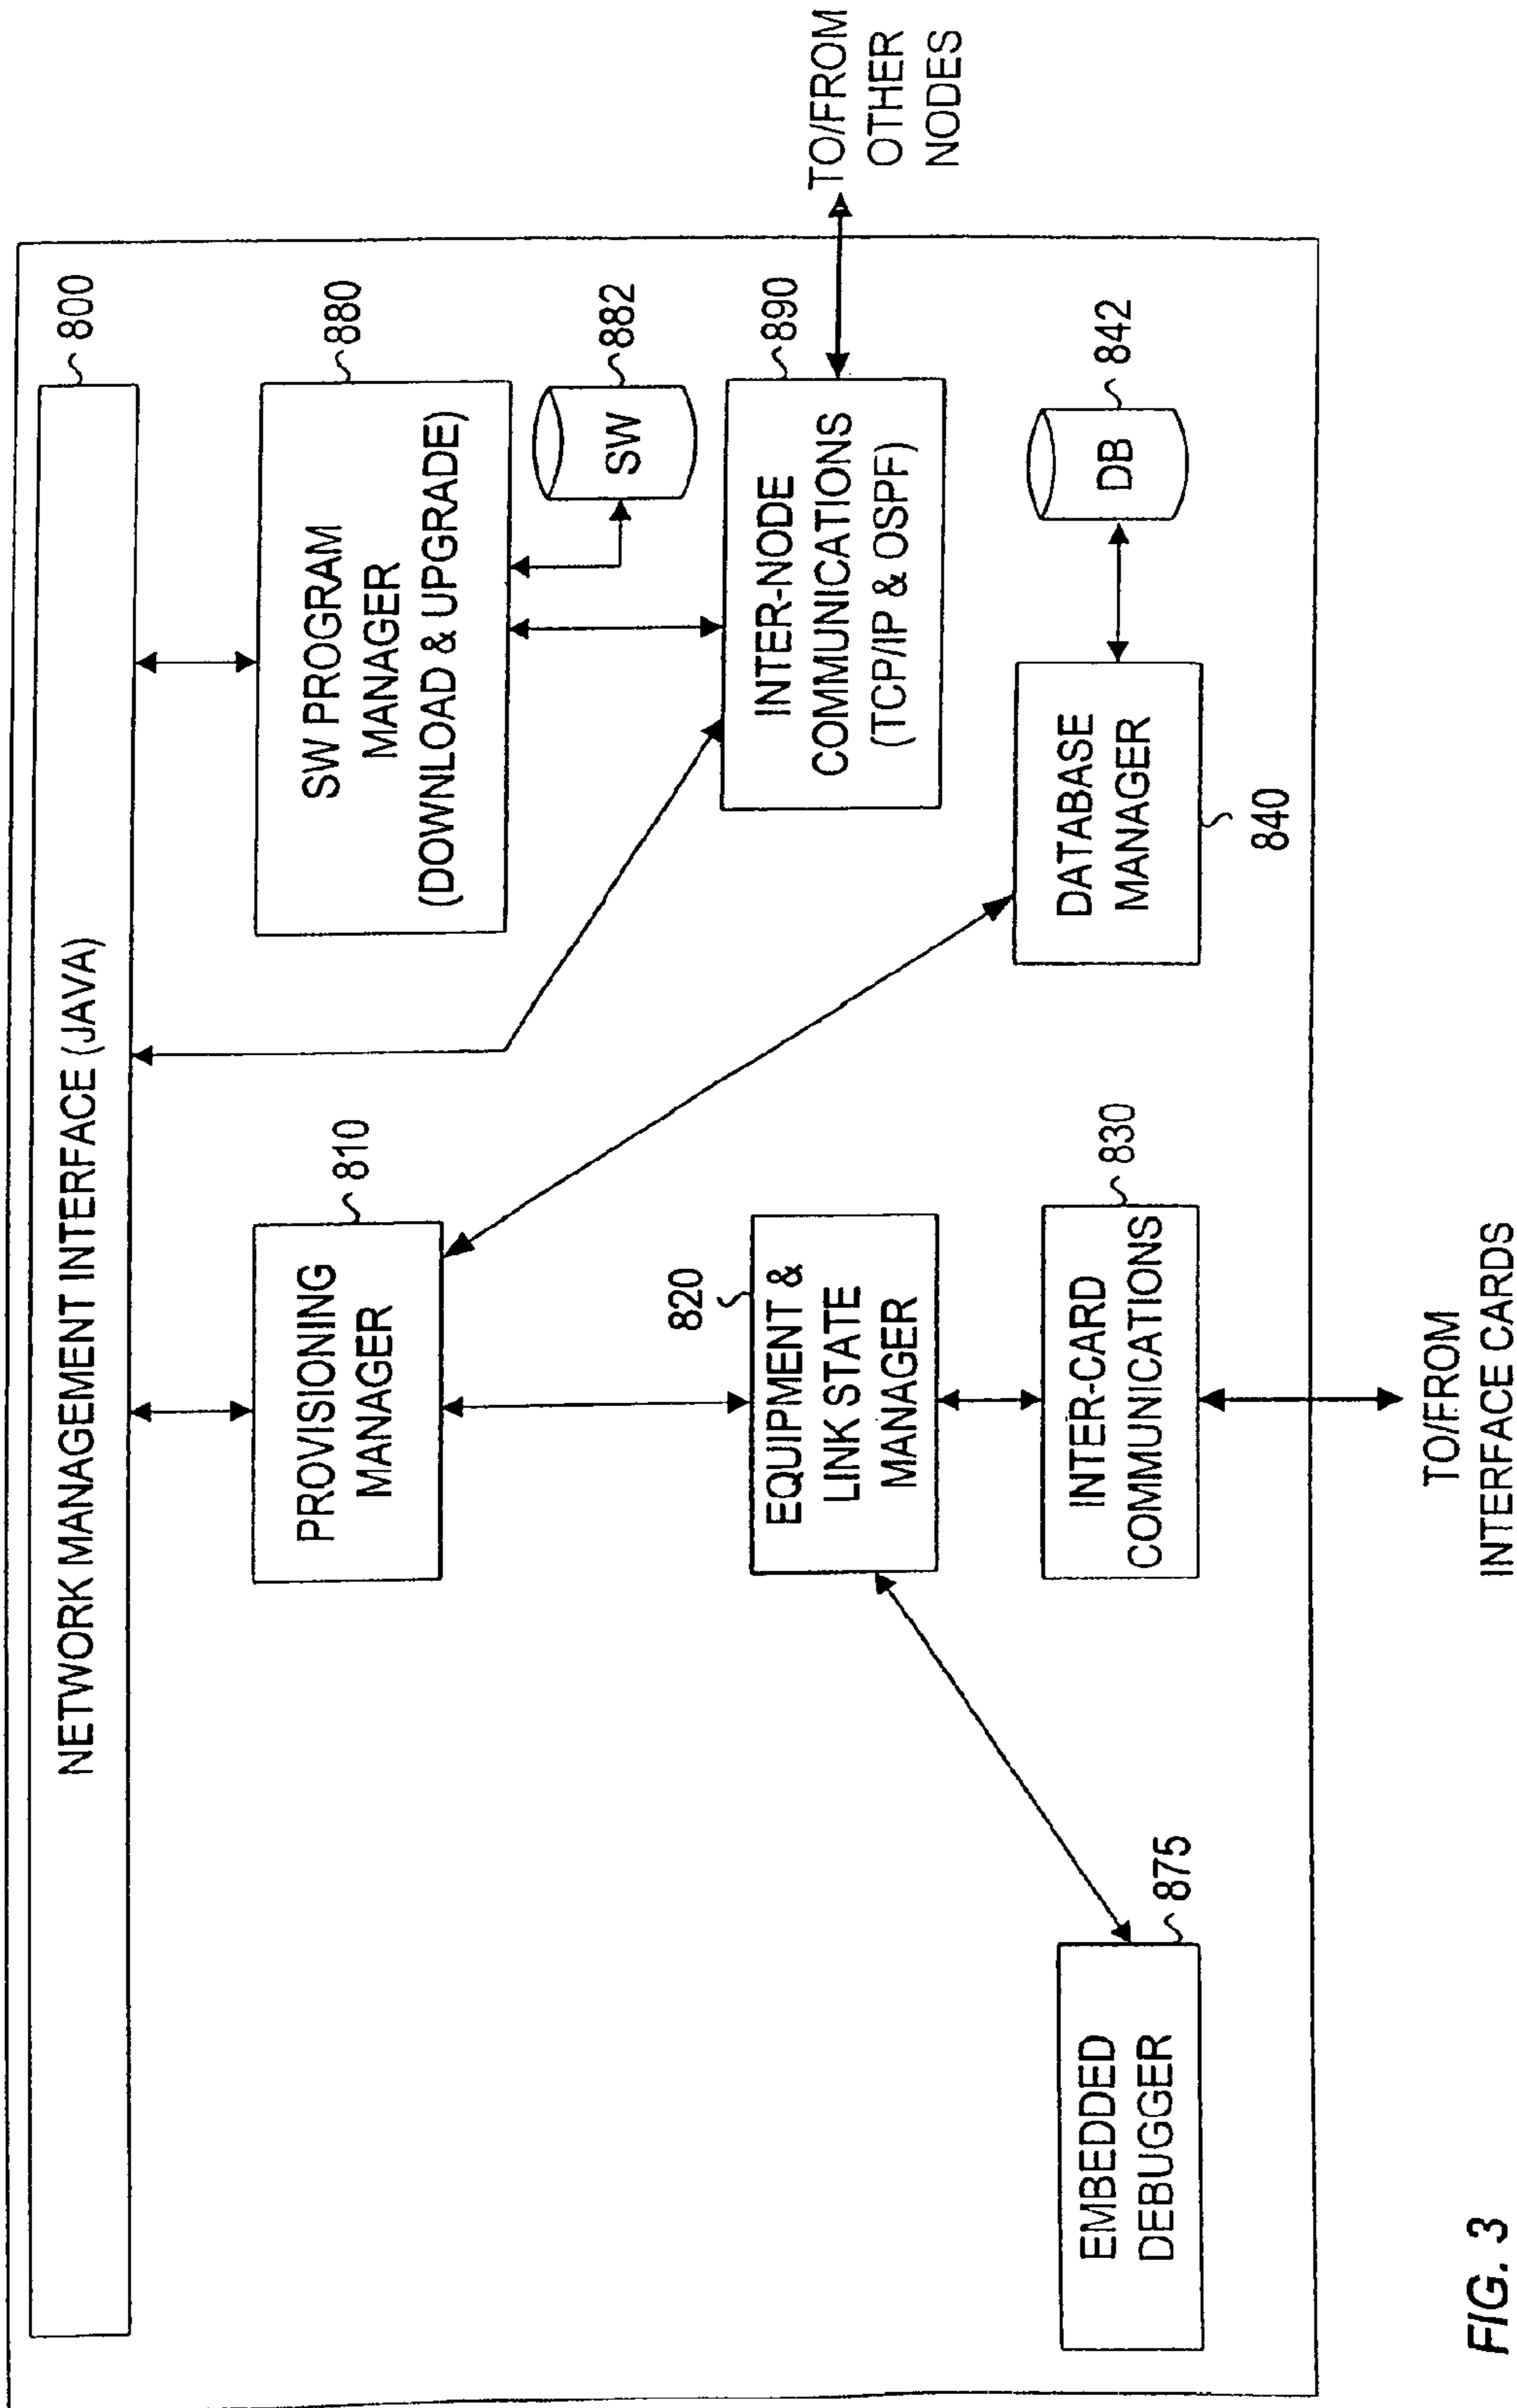 NETWORK MANAGEMENT INTERFACE (JAVA)
800
PROVISIONING
MANAGER
810
SW PROGRAM
MANAGER
(DOWNLOAD & UPGRADE)
880
SW
882
820
EQUIPMENT &
LINK STATE
MANAGER
INTER-NODE
COMMUNICATIONS
(TCP/IP & OSPF)
890
TO/FROM
OTHER
NODES
EMBEDDED
DEBUGGER
875
INTER-CARD
COMMUNICATIONS
830
DATABASE
MANAGER
840
DB
842
TO/FROM
INTERFACE CARDS
FIG. 3